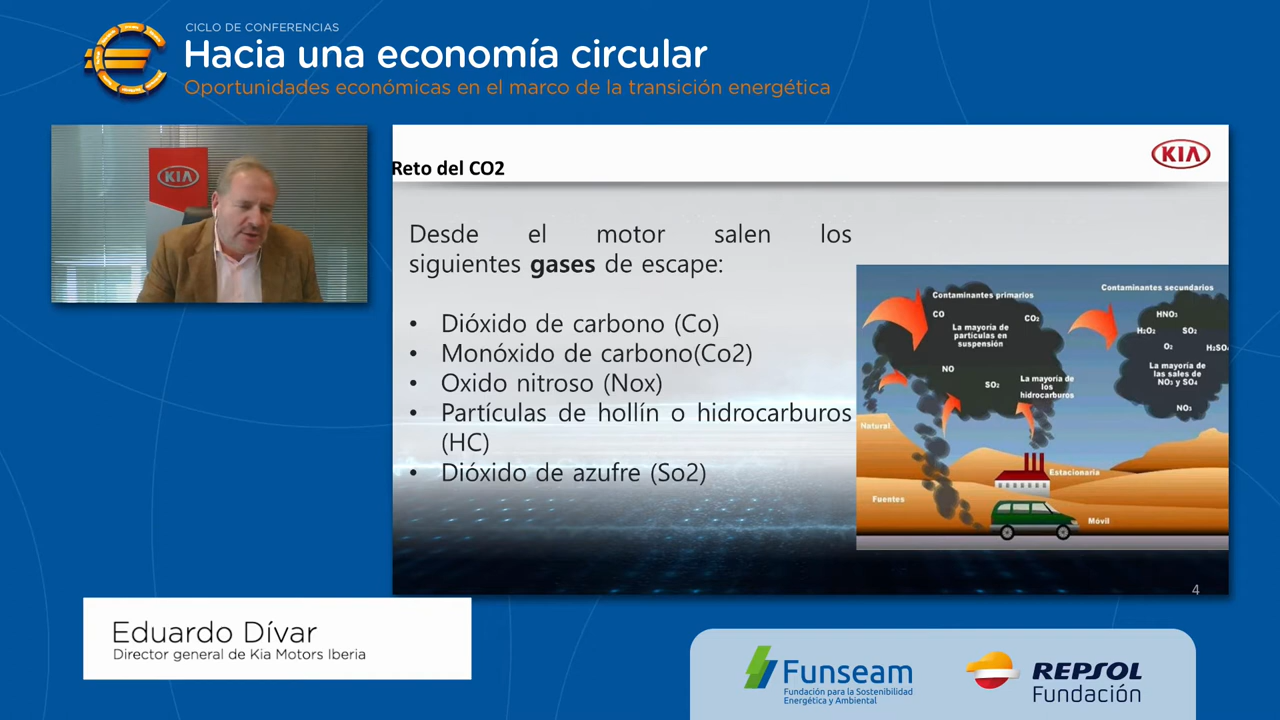 CICLO DE CONFERENCIAS
Hacia una economía circular
Oportunidades económicas en el marco de la transición energética
KIA
Reto del CO2
KIA
Desde el motor salen los
siguientes gases de escape:
• Dióxido de carbono (Co)
• Monóxido de carbono(Co2)
• Oxido nitroso (Nox)
• Partículas de hollín o hidrocarburos
(HC)
• Dióxido de azufre (So2)
Contaminantes primarios
CO
CO₂
La mayoría de
partículas en
suspensión
NO
SO₂
La mayoría de
los
hidrocarburos
Contaminantes secundarios
HNO₃
H₂O₂
SO₂
O₂
H₂SO₄
La mayoría de
las sales de
NO₃ y SO₄
NO₃
Natural
Estacionaria
Fuentes
Móvil
4
Eduardo Dívar
Director general de Kia Motors Iberia
Funseam
Fundación para la Sostenibilidad
Energética y Ambiental
REPSOL
Fundación